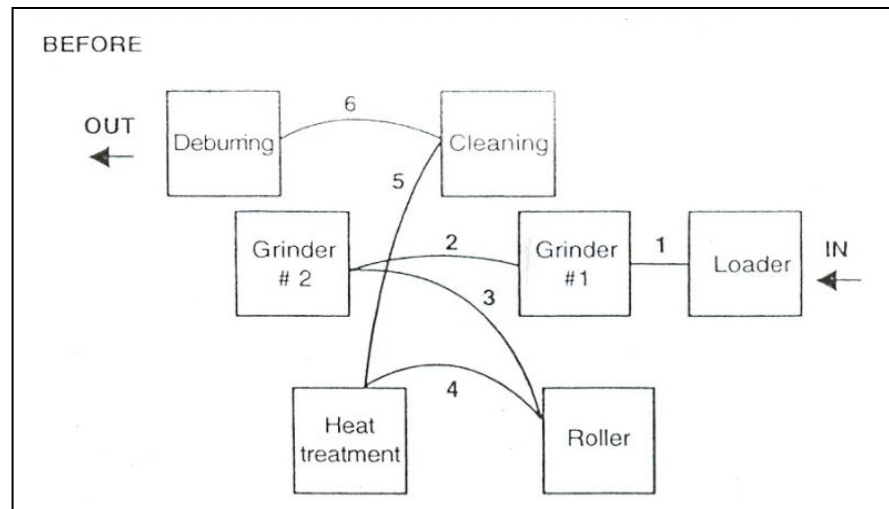 BEFORE
6
OUT
Deburring
Cleaning
5
Grinder
# 2
2
Grinder
#1
1
Loader
IN
3
4
Heat
treatment
Roller